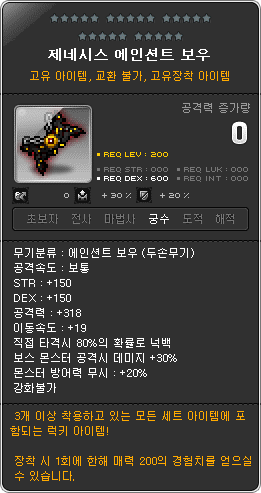 제네시스 에인션트 보우
고유 아이템, 교환 불가, 고유장착 아이템
공격력 증가량
0
REQ LEV : 200
REQ STR : 000 REQ LUK : 000
REQ DEX : 600 REQ INT : 000
0 + 30 % + 20 %
초보자 전사 마법사 궁수 도적 해적
무기분류 : 에인션트 보우 (두손무기)
공격속도 : 보통
STR : +150
DEX : +150
공격력 : +318
이동속도 : +19
직접 타격시 80%의 확률로 넉백
보스 몬스터 공격시 데미지 +30%
몬스터 방어력 무시 : +20%
강화불가
3개 이상 착용하고 있는 모든 세트 아이템에 포
함되는 럭키 아이템!
장착 시 1회에 한해 매력 200의 경험치를 얻으실
수 있습니다.